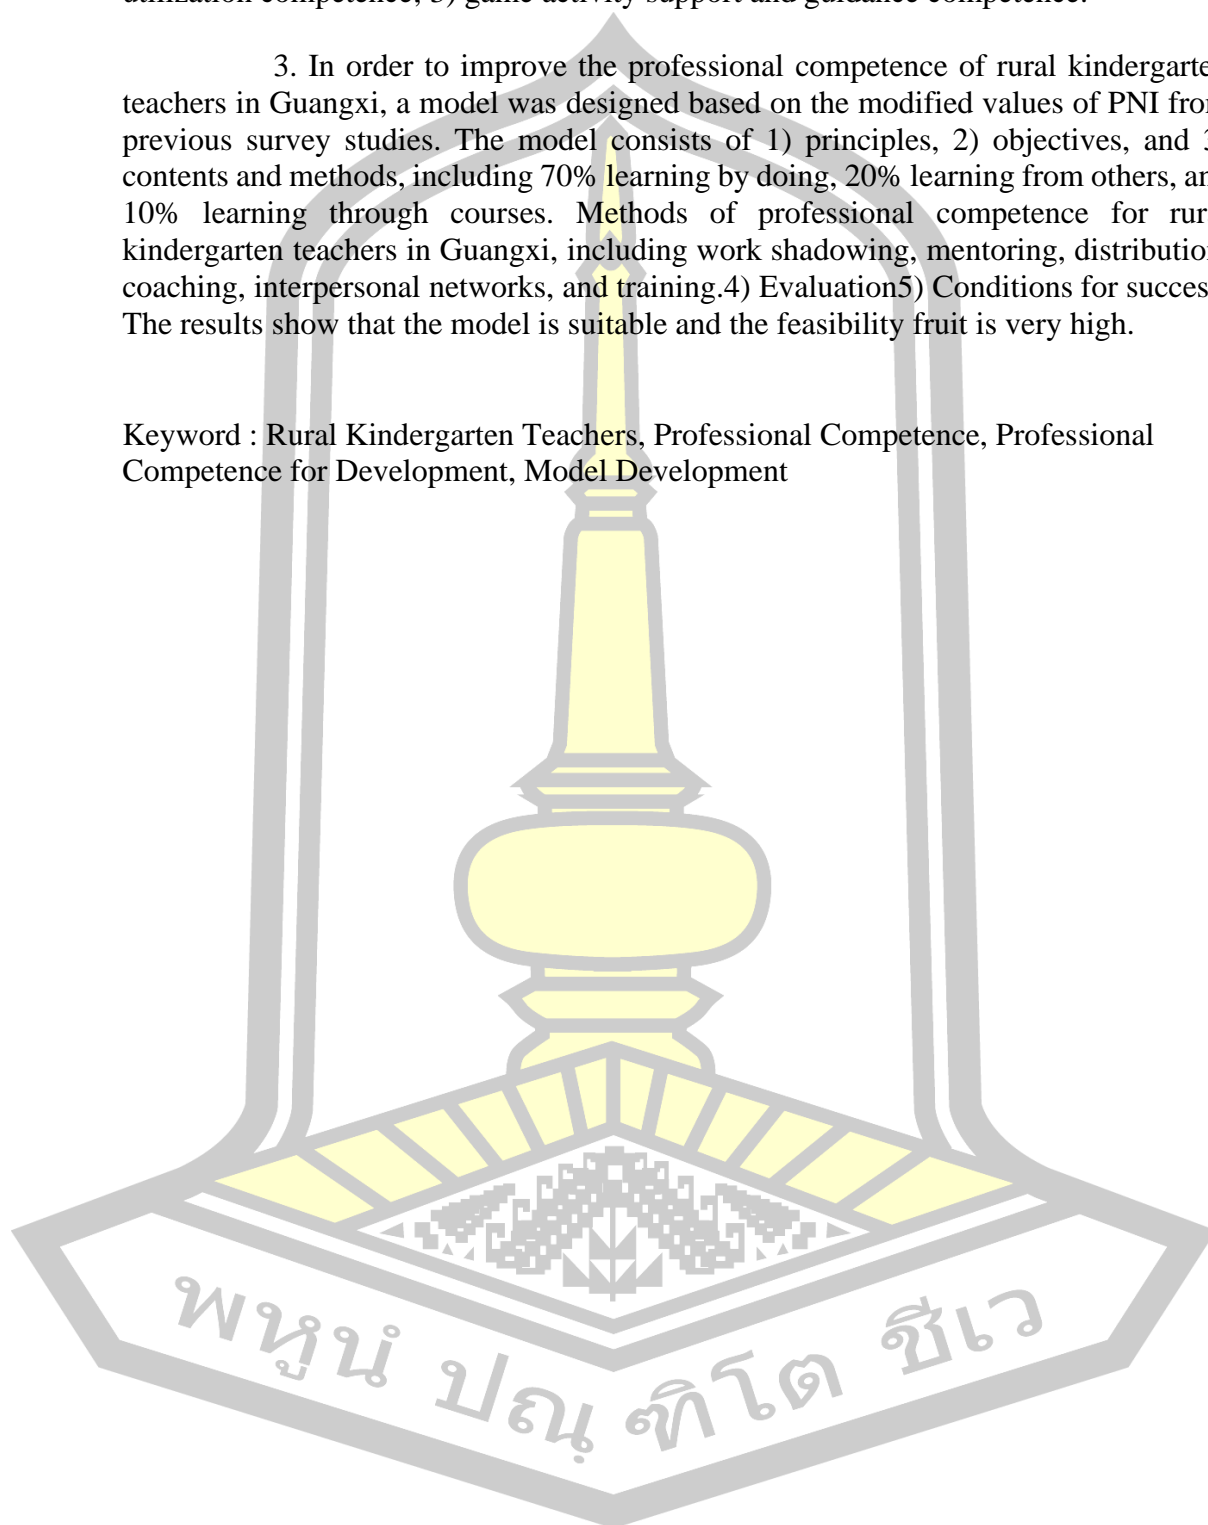 utilization competence; 3) game activity support and guidance competence.
3. In order to improve the professional competence of rural kindergarte
teachers in Guangxi, a model was designed based on the modified values of PNI from
previous survey studies. The model consists of 1) principles, 2) objectives, and 3
contents and methods, including 70% learning by doing, 20% learning from others, an
10% learning through courses. Methods of professional competence for rur
kindergarten teachers in Guangxi, including work shadowing, mentoring, distribution
coaching, interpersonal networks, and training.4) Evaluation5) Conditions for succes
The results show that the model is suitable and the feasibility fruit is very high.
Keyword : Rural Kindergarten Teachers, Professional Competence, Professional
Competence for Development, Model Development
พหูนํ ปณฺฑิโต ชีเว